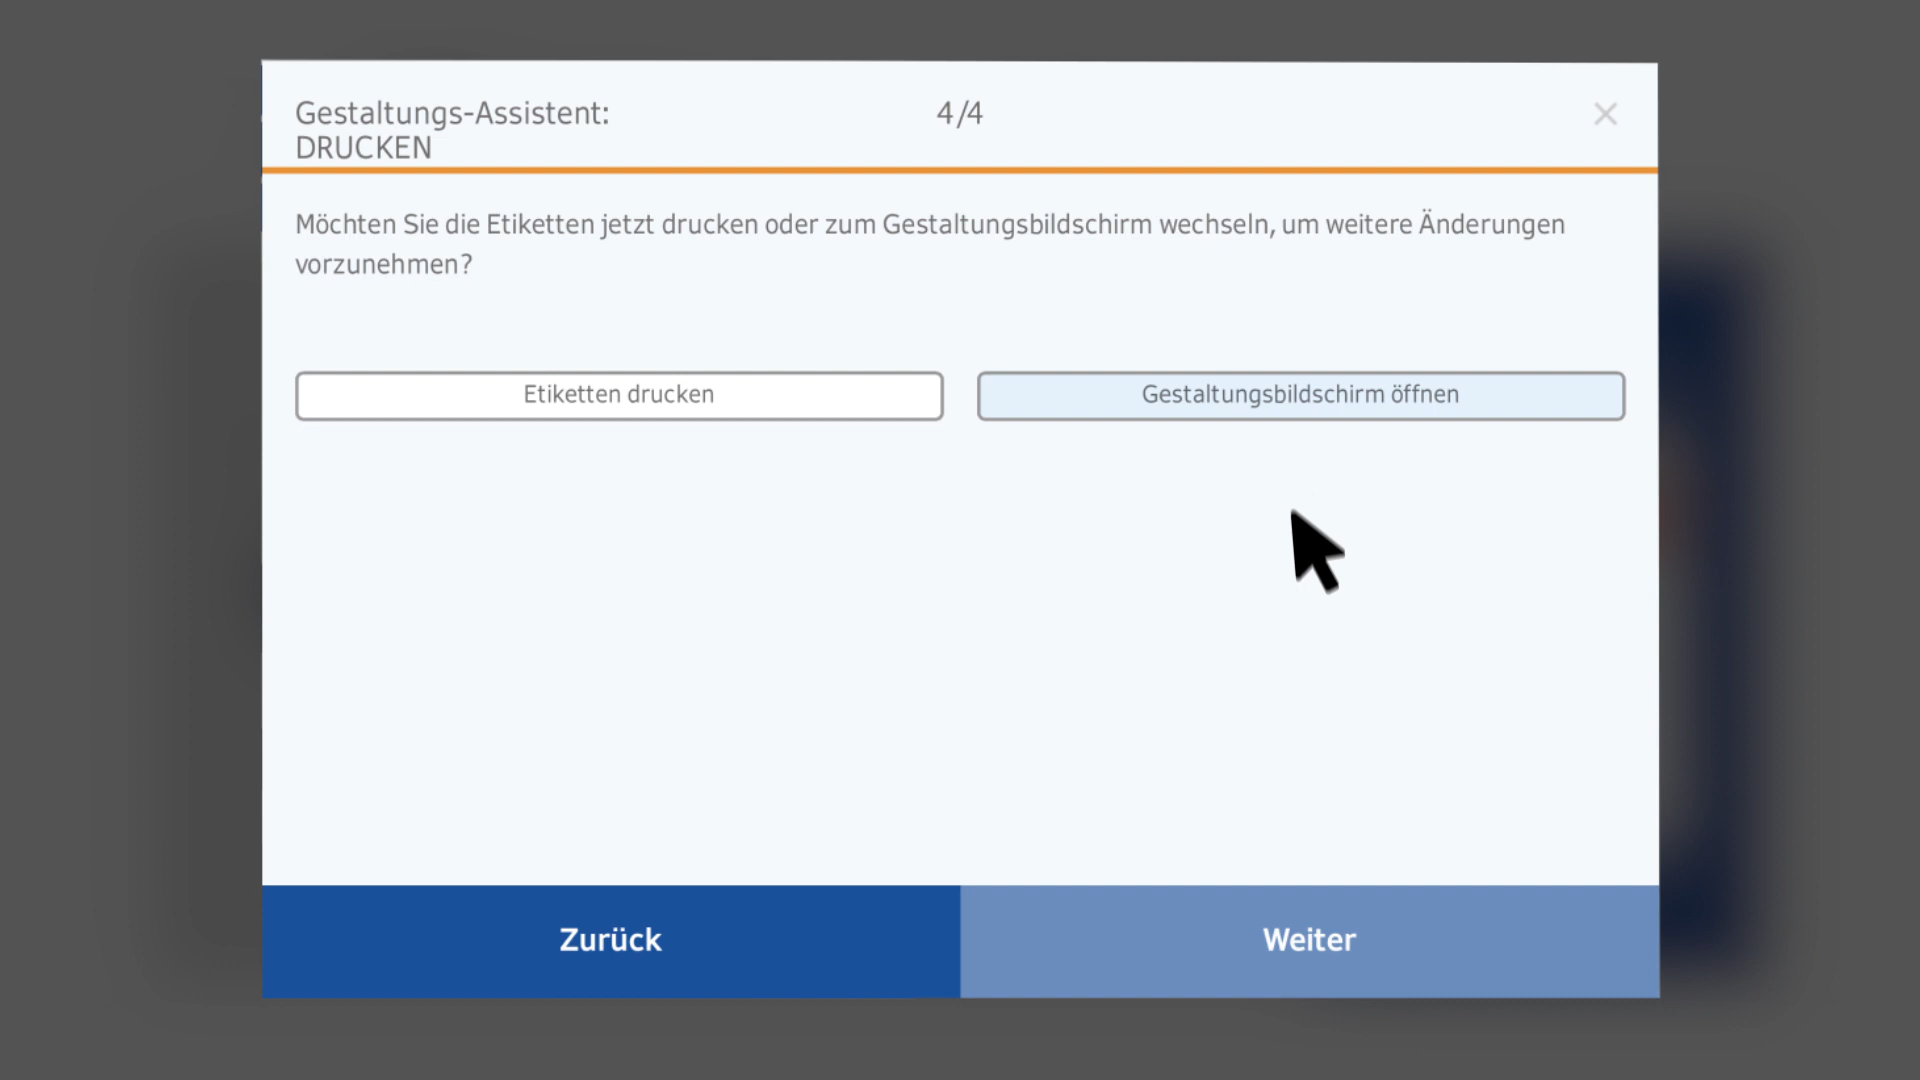 Gestaltungs-Assistent:
DRUCKEN
4/4
Möchten Sie die Etiketten jetzt drucken oder zum Gestaltungsbildschirm wechseln, um weitere Änderungen
vorzunehmen?
Etiketten drucken
Gestaltungsbildschirm öffnen
Zurück
Weiter